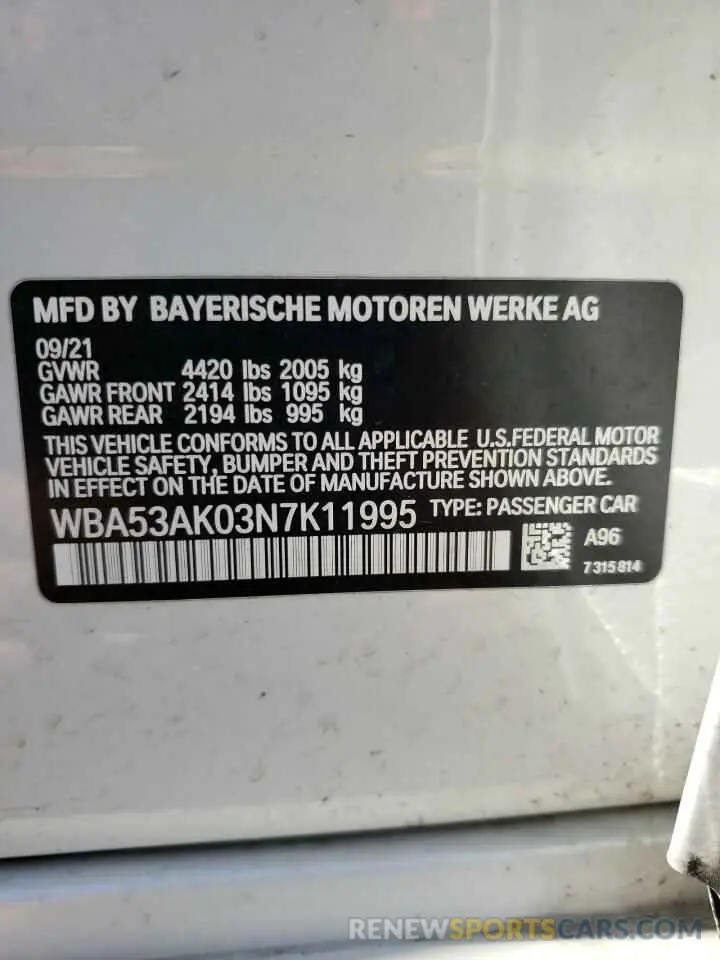 MFD BY BAYERISCHE MOTOREN WERKE AG
09/21
GVWR 4420 lbs 2005 kg
GAWR FRONT 2414 lbs 1095 kg
GAWR REAR 2194 lbs 995 kg
THIS VEHICLE CONFORMS TO ALL APPLICABLE U.S.FEDERAL MOTOR
VEHICLE SAFETY, BUMPER AND THEFT PREVENTION STANDARDS
IN EFFECT ON THE DATE OF MANUFACTURE SHOWN ABOVE.
WBA53AK03N7K11995 TYPE: PASSENGER CAR
A96
7315814
RENEWSPORTSCARS.COM